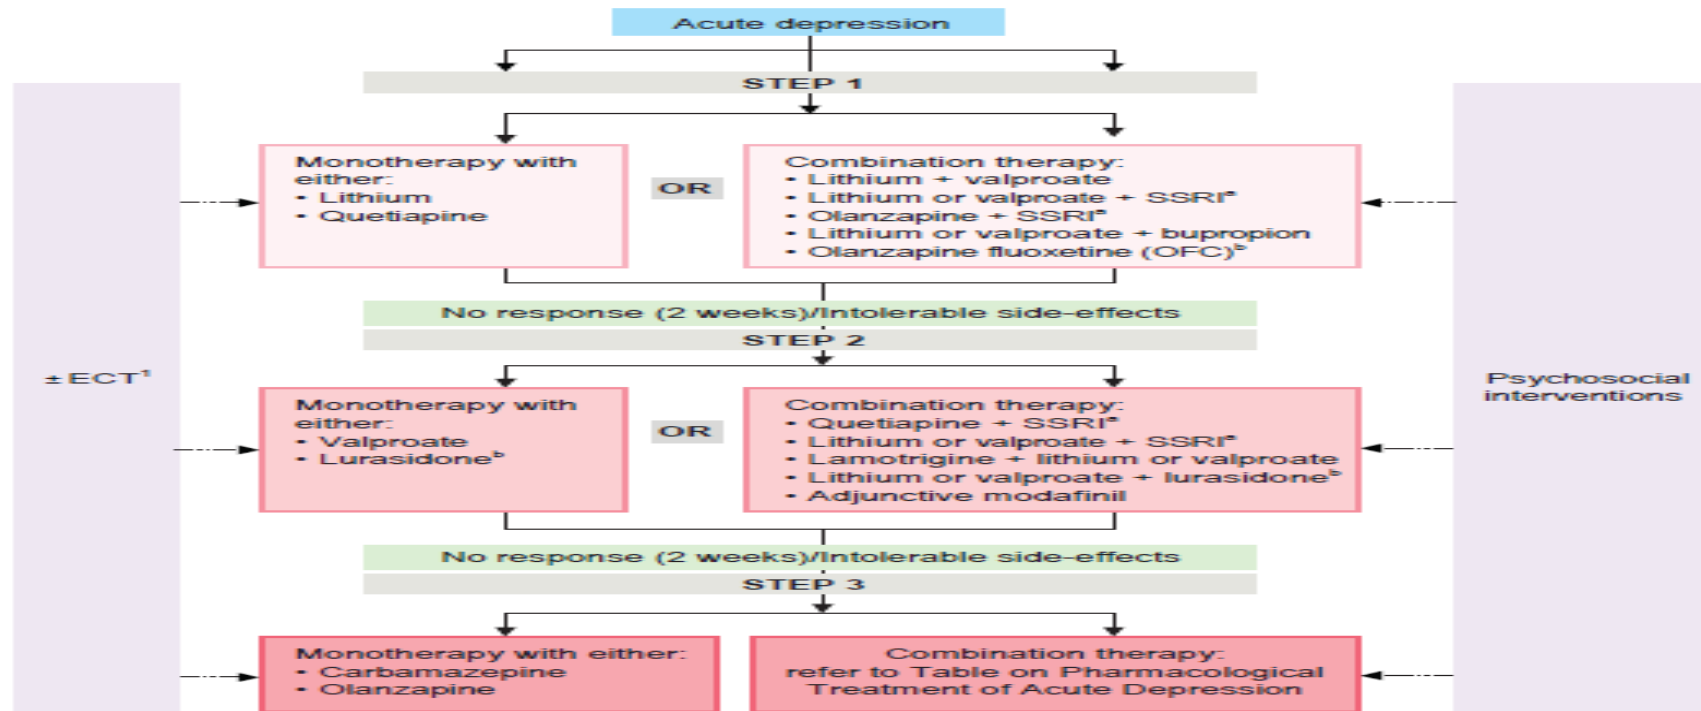 Acute depression
STEP 1
Monotherapy with
either:
• Lithium
• Quetiapine
OR
Combination therapy:
• Lithium + valproate
• Lithium or valproate + SSRIᵃ
• Olanzapine + SSRIᵃ
• Lithium or valproate + bupropion
• Olanzapine fluoxetine (OFC)ᵇ
No response (2 weeks)/Intolerable side-effects
STEP 2
± ECT¹
Psychosocial
interventions
Monotherapy with
either:
• Valproate
• Lurasidoneᵇ
OR
Combination therapy:
• Quetiapine + SSRIᵃ
• Lithium or valproate + SSRIᵃ
• Lamotrigine + lithium or valproate
• Lithium or valproate + lurasidoneᵇ
• Adjunctive modafinil
No response (2 weeks)/Intolerable side-effects
STEP 3
Monotherapy with either:
• Carbamazepine
• Olanzapine
Combination therapy:
refer to Table on Pharmacological
Treatment of Acute Depression